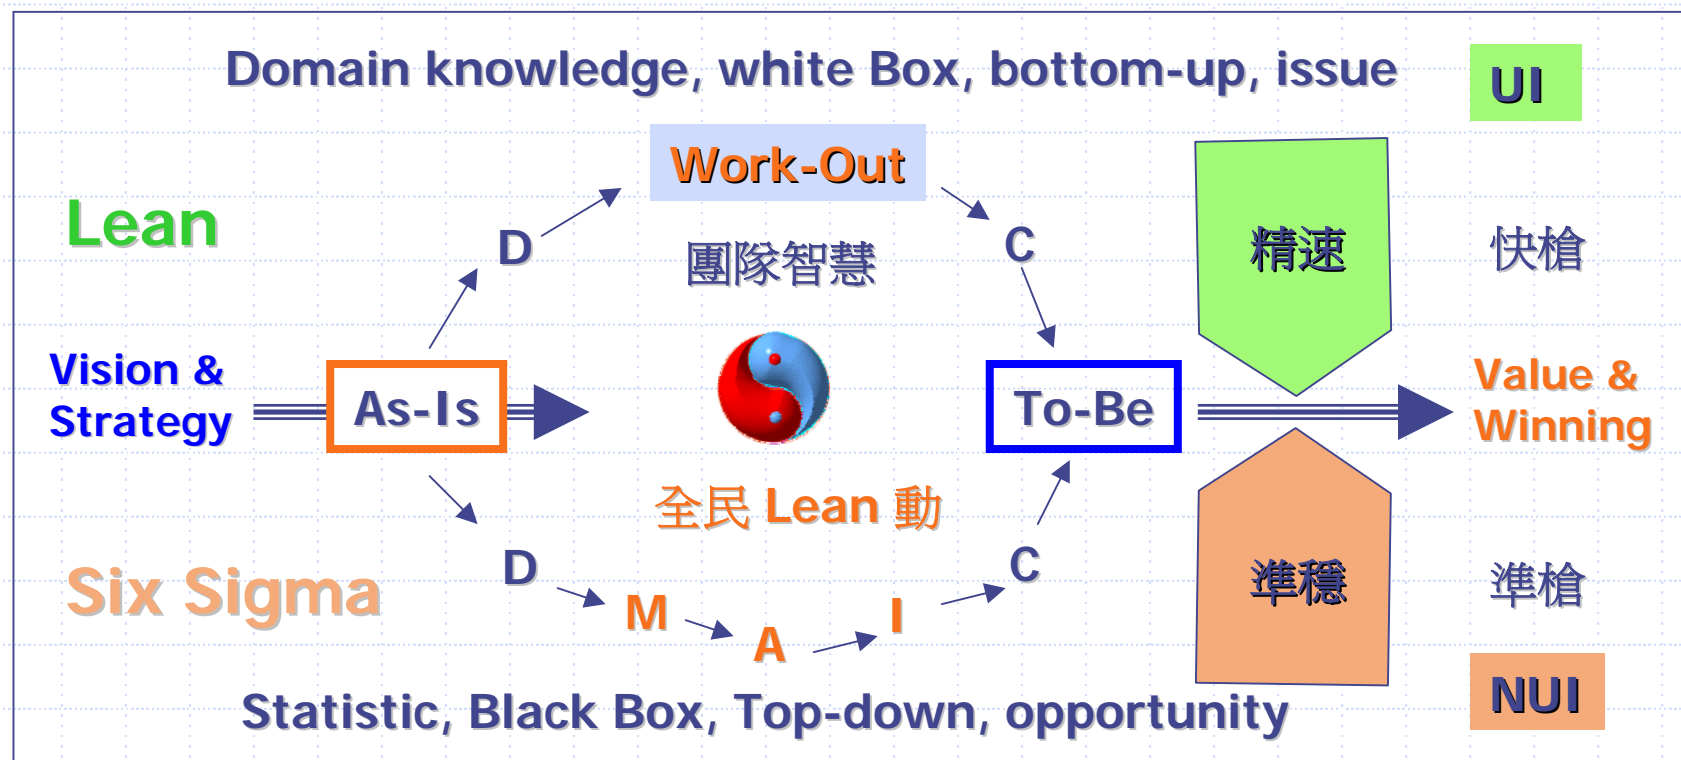 Domain knowledge, white Box, bottom-up, issue
UI
Work-Out
Lean
D
團隊智慧
C
精速
快槍
Vision &
Strategy
As-Is
To-Be
Value &
Winning
全民 Lean 動
Six Sigma
D
M
A
I
C
準穩
準槍
Statistic, Black Box, Top-down, opportunity
NUI